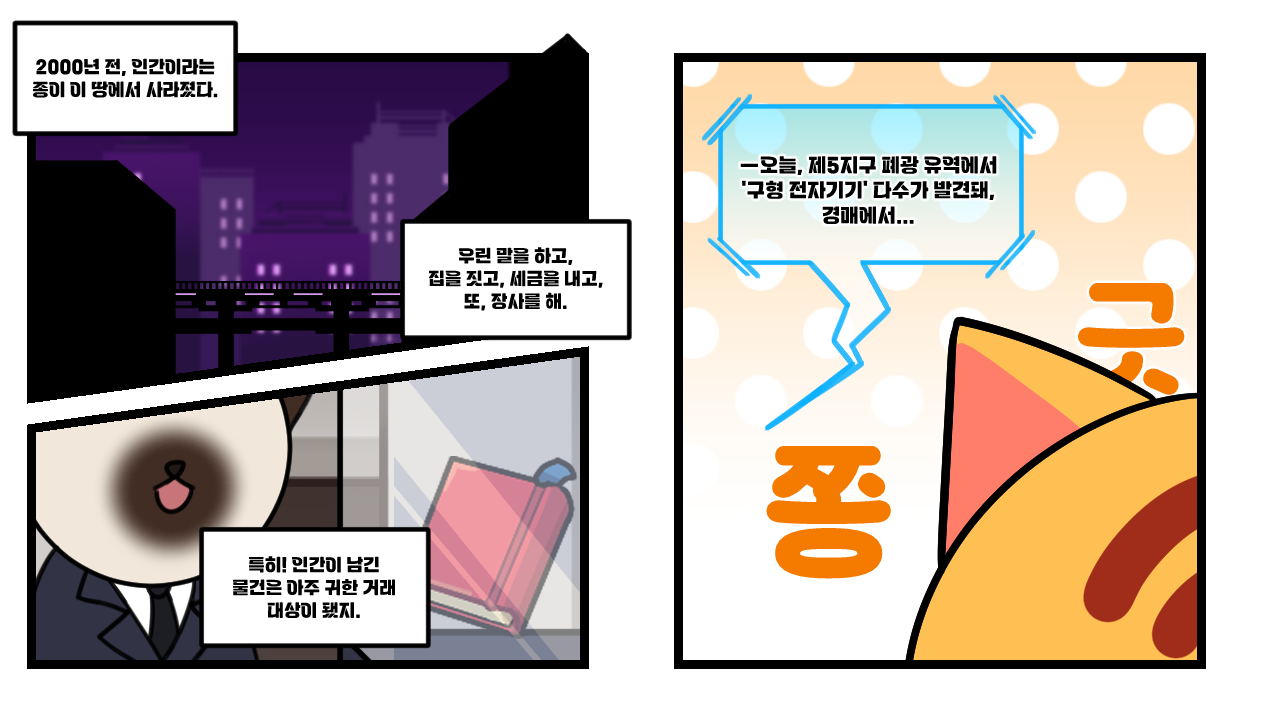 2000년 전, 인간이라는
종이 이 땅에서 사라졌다.
우린 말을 하고,
집을 짓고, 세금을 내고,
또, 장사를 해.
특히! 인간이 남긴
물건은 아주 귀한 거래
대상이 됐지.
—오늘, 제5지구 폐광 유역에서
'구형 전자기기' 다수가 발견돼,
경매에서...
쫑
긋